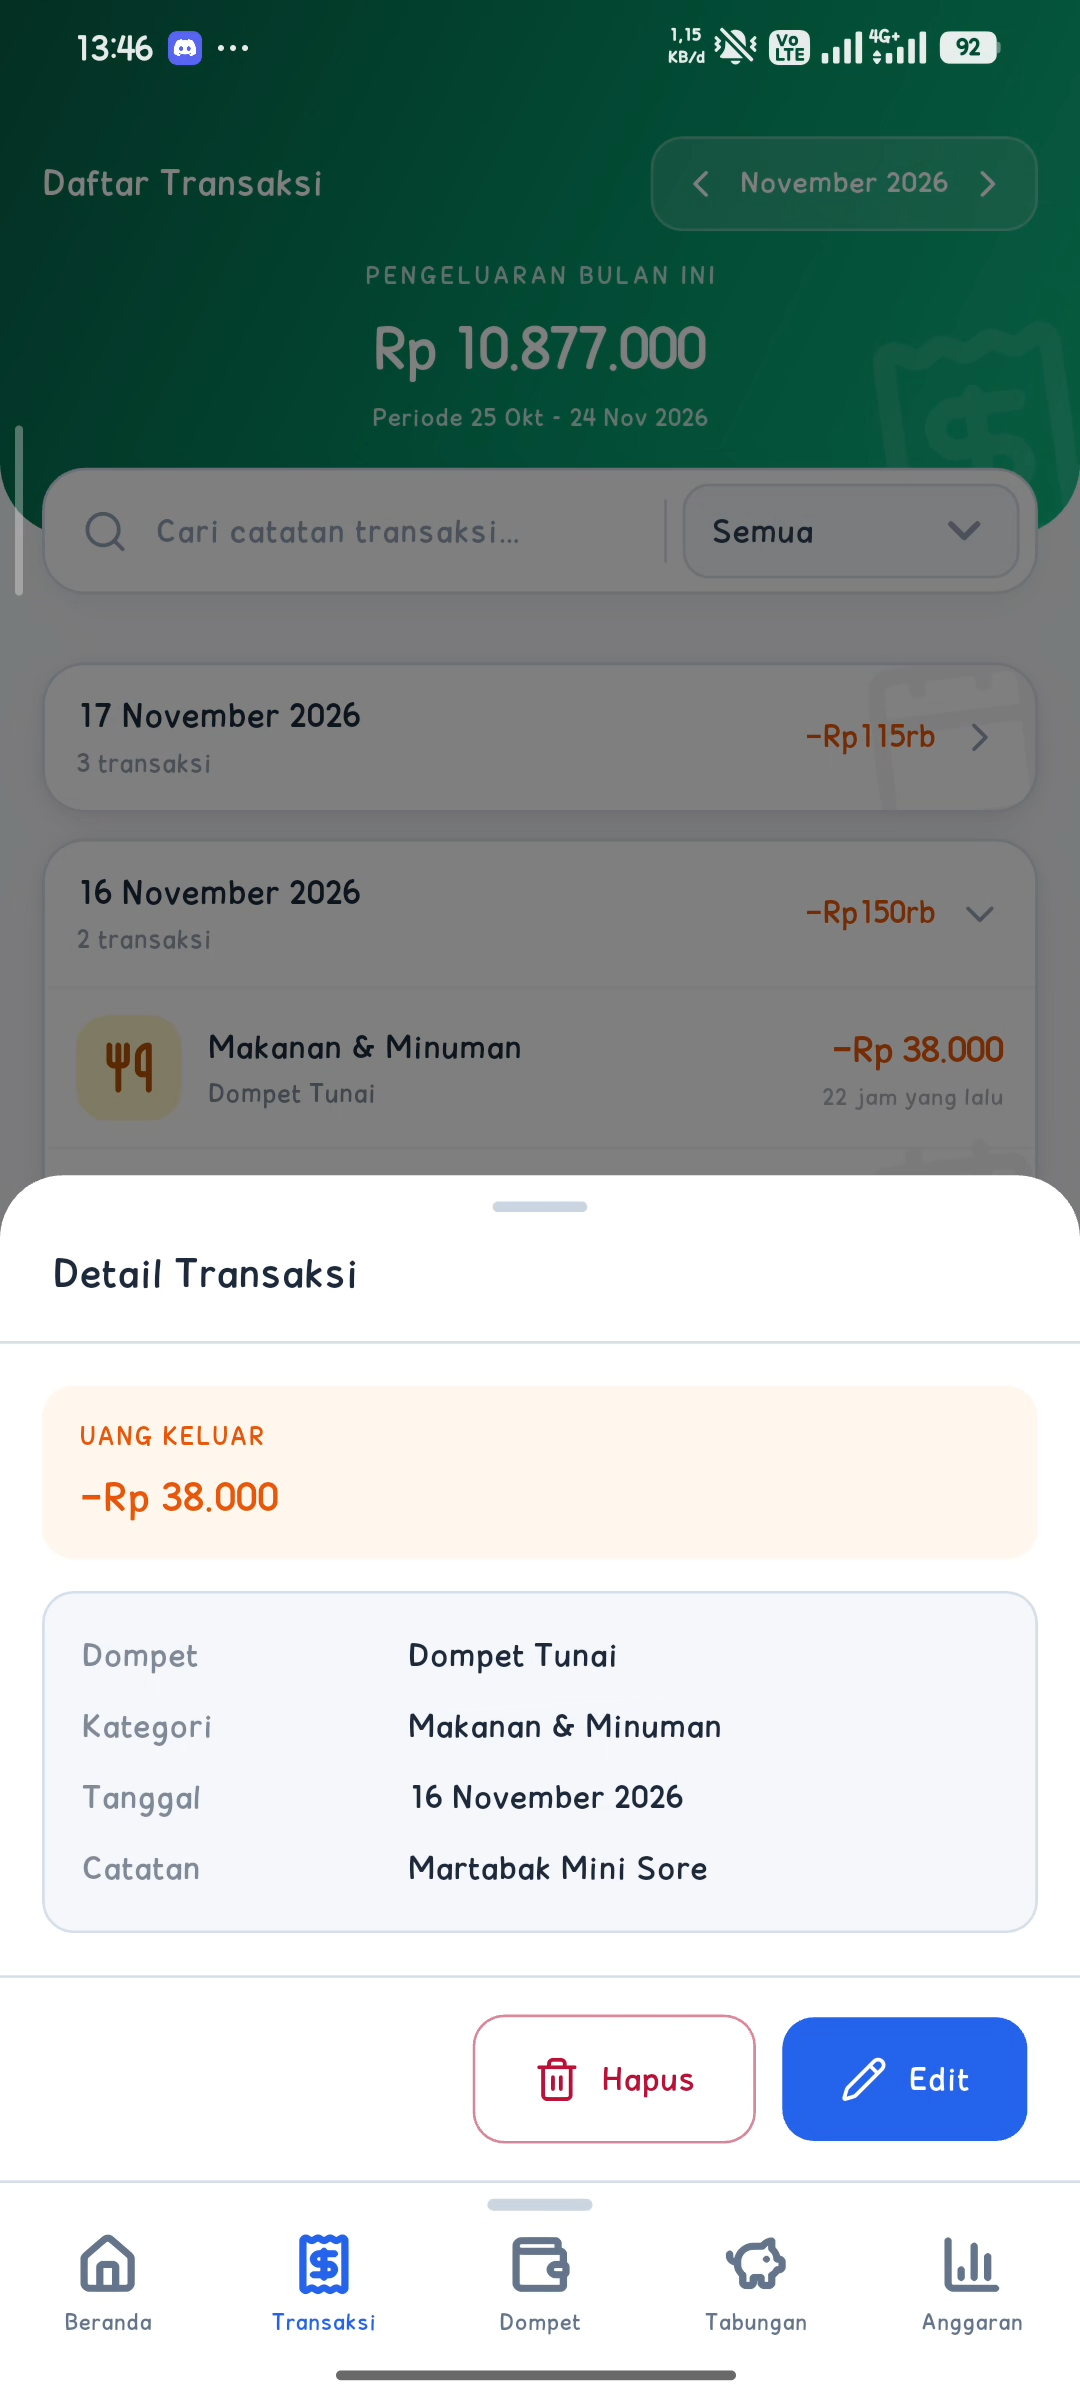 13:46
1,15 KB/d
Vo LTE
4G+
92
Daftar Transaksi
November 2026
PENGELUARAN BULAN INI
Rp 10.877.000
Periode 25 Okt - 24 Nov 2026
Cari catatan transaksi...
Semua
17 November 2026
-Rp115rb
3 transaksi
16 November 2026
-Rp150rb
2 transaksi
Makanan & Minuman
-Rp 38.000
Dompet Tunai
22 jam yang lalu
Detail Transaksi
UANG KELUAR
-Rp 38.000
Dompet Dompet Tunai
Kategori Makanan & Minuman
Tanggal 16 November 2026
Catatan Martabak Mini Sore
Hapus
Edit
Beranda
Transaksi
Dompet
Tabungan
Anggaran